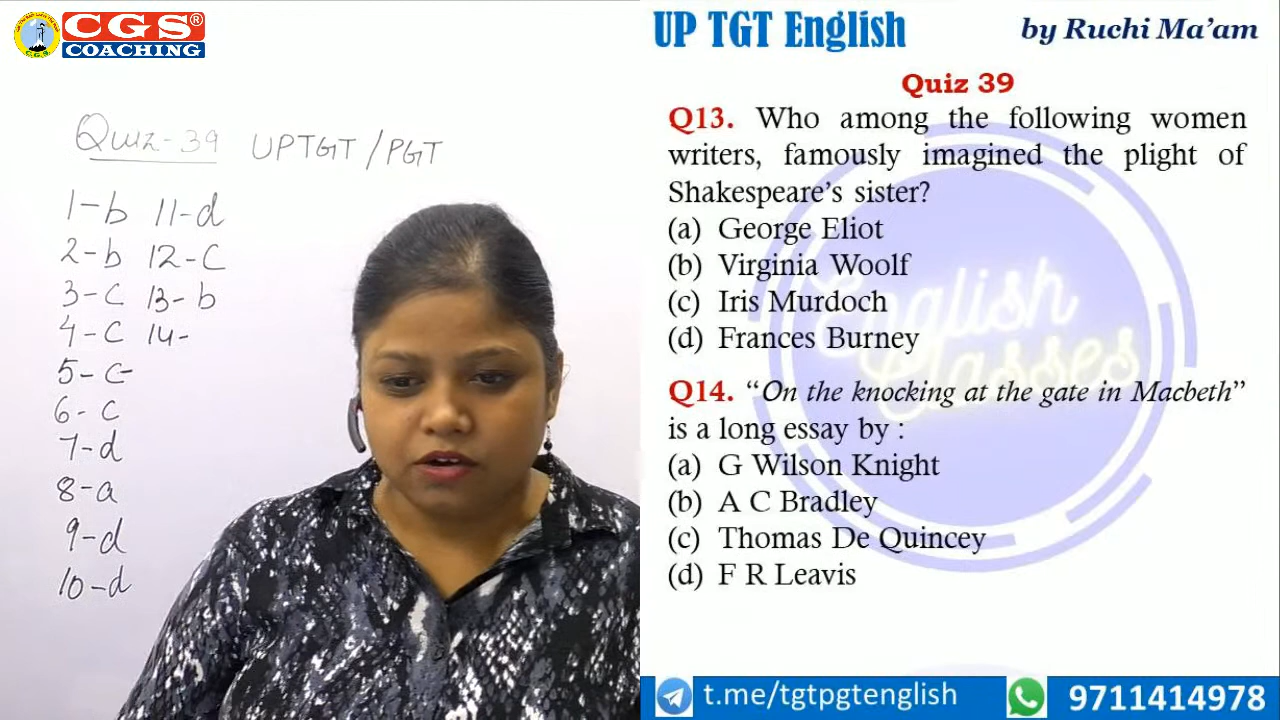 CGS®
COACHING
C.G.S.
Quiz-39 UPTGT/PGT
1-b 11-d
2-b 12-C
3-C 13-b
4-C 14-
5-C-
6-C
7-d
8-a
9-d
10-d
UP TGT English
by Ruchi Ma’am
Quiz 39
Q13. Who among the following women
writers, famously imagined the plight of
Shakespeare’s sister?
(a) George Eliot
(b) Virginia Woolf
(c) Iris Murdoch
(d) Frances Burney
Q14. “On the knocking at the gate in Macbeth”
is a long essay by :
(a) G Wilson Knight
(b) A C Bradley
(c) Thomas De Quincey
(d) F R Leavis
English
Classes
t.me/tgtpgtenglish
9711414978